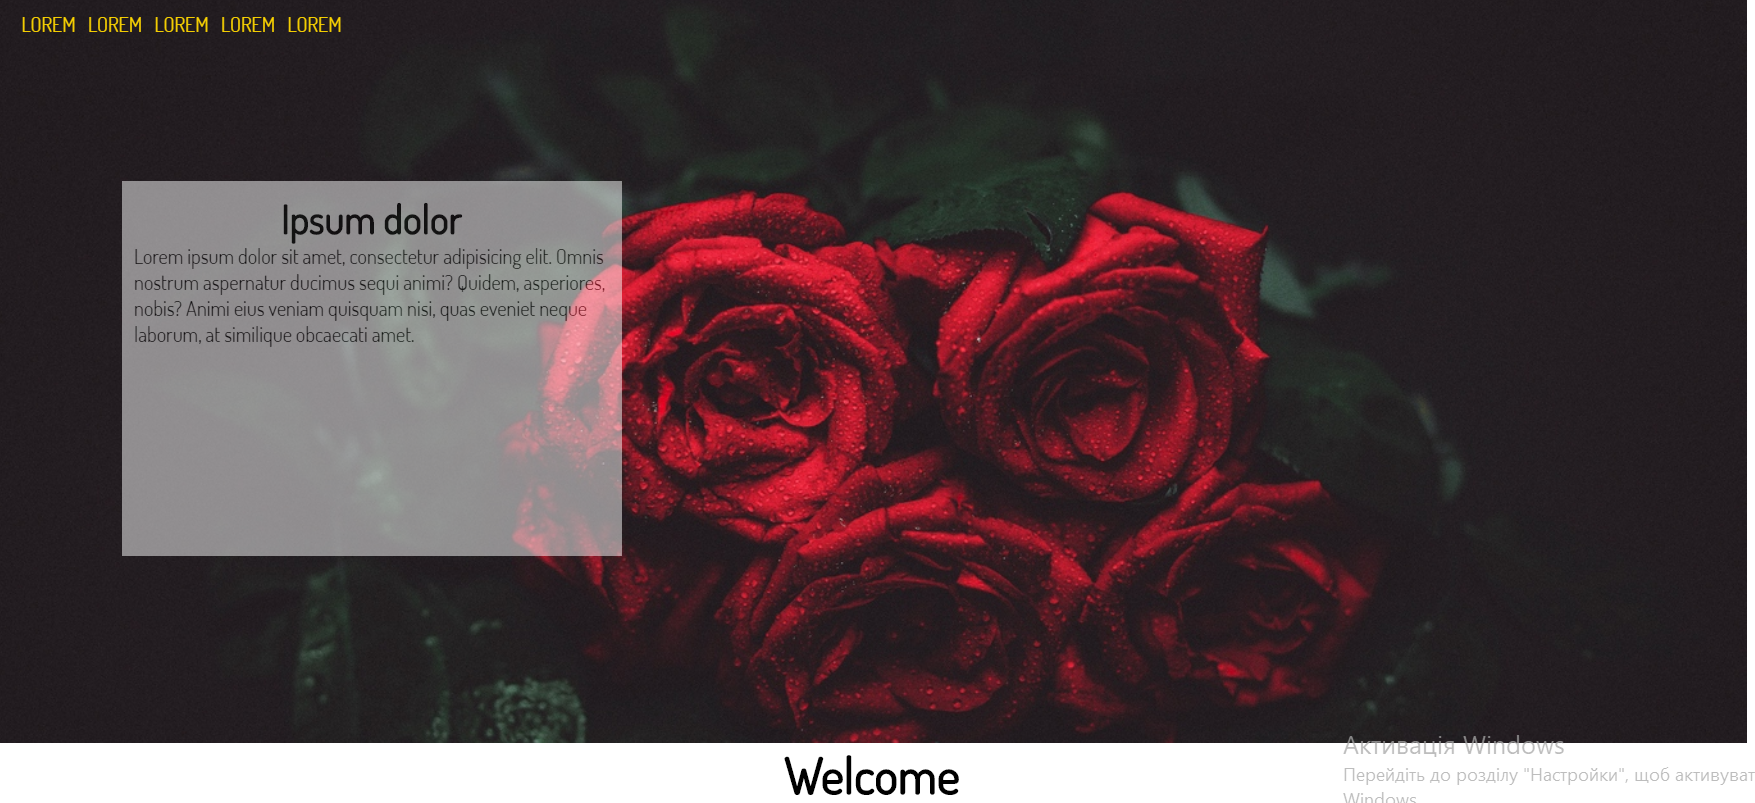 LOREM LOREM LOREM LOREM LOREM
Ipsum dolor
Lorem ipsum dolor sit amet, consectetur adipisicing elit. Omnis
nostrum aspernatur ducimus sequi animi? Quidem, asperiores,
nobis? Animi eius veniam quisquam nisi, quas eveniet neque
laborum, at similique obcaecati amet.
Welcome
Активація Windows
Перейдіть до розділу "Настройки", щоб активуват
Windows.